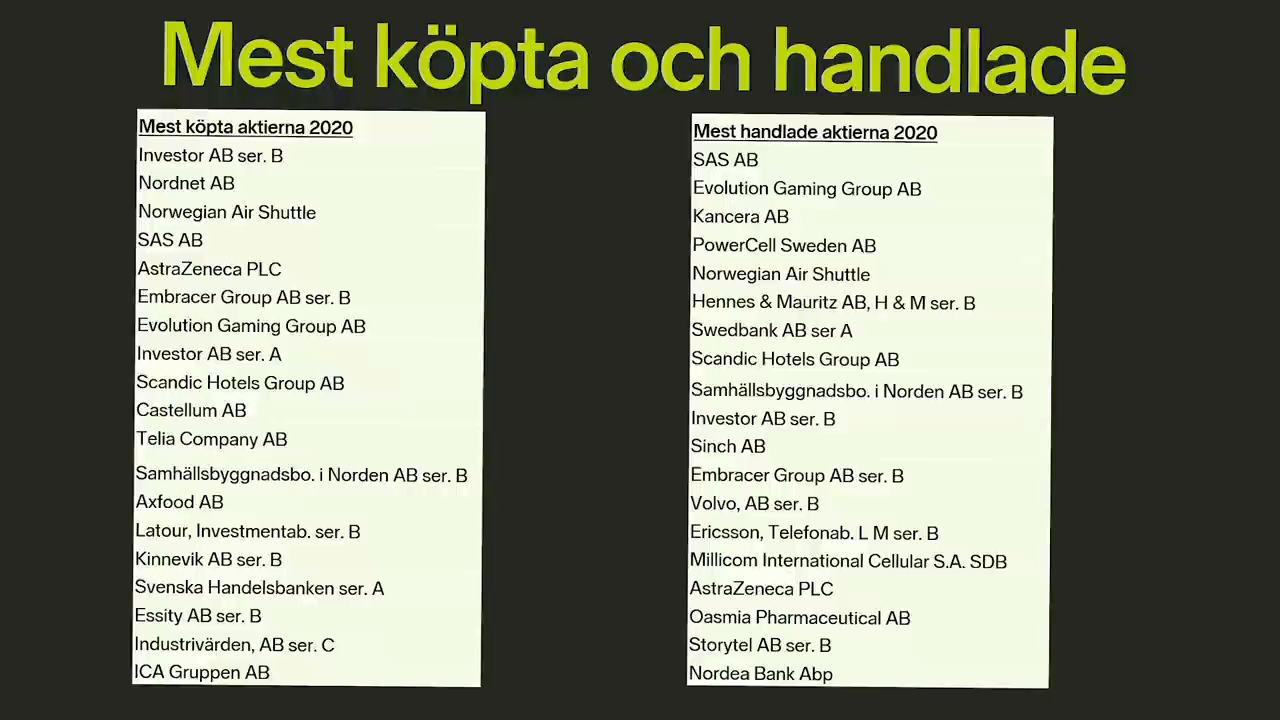 Mest köpta och handlade
Mest köpta aktierna 2020
Investor AB ser. B
Nordnet AB
Norwegian Air Shuttle
SAS AB
AstraZeneca PLC
Embracer Group AB ser. B
Evolution Gaming Group AB
Investor AB ser. A
Scandic Hotels Group AB
Castellum AB
Telia Company AB
Samhällsbyggnadsbo. i Norden AB ser. B
Axfood AB
Latour, Investmentab. ser. B
Kinnevik AB ser. B
Svenska Handelsbanken ser. A
Essity AB ser. B
Industrivärden, AB ser. C
ICA Gruppen AB
Mest handlade aktierna 2020
SAS AB
Evolution Gaming Group AB
Kancera AB
PowerCell Sweden AB
Norwegian Air Shuttle
Hennes & Mauritz AB, H & M ser. B
Swedbank AB ser A
Scandic Hotels Group AB
Samhällsbyggnadsbo. i Norden AB ser. B
Investor AB ser. B
Sinch AB
Embracer Group AB ser. B
Volvo, AB ser. B
Ericsson, Telefonab. L M ser. B
Millicom International Cellular S.A. SDB
AstraZeneca PLC
Oasmia Pharmaceutical AB
Storytel AB ser. B
Nordea Bank Abp